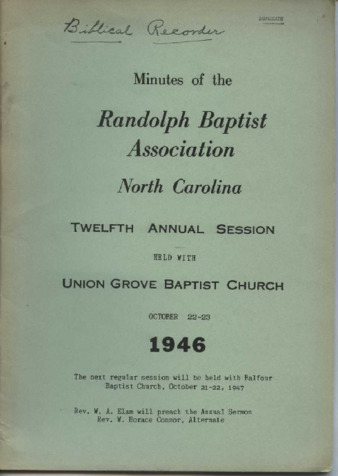 Biblical Recorder
Minutes of the
Randolph Baptist
Association
North Carolina
TWELFTH ANNUAL SESSION
HELD WITH
UNION GROVE BAPTIST CHURCH
OCTOBER 22-23
1946
The next regular session will be held with Balfour
Baptist Church, October 21-22, 1947
Rev. W. A. Elam will preach the Annual Sermon
Rev. W. Horace Connor, Alternate